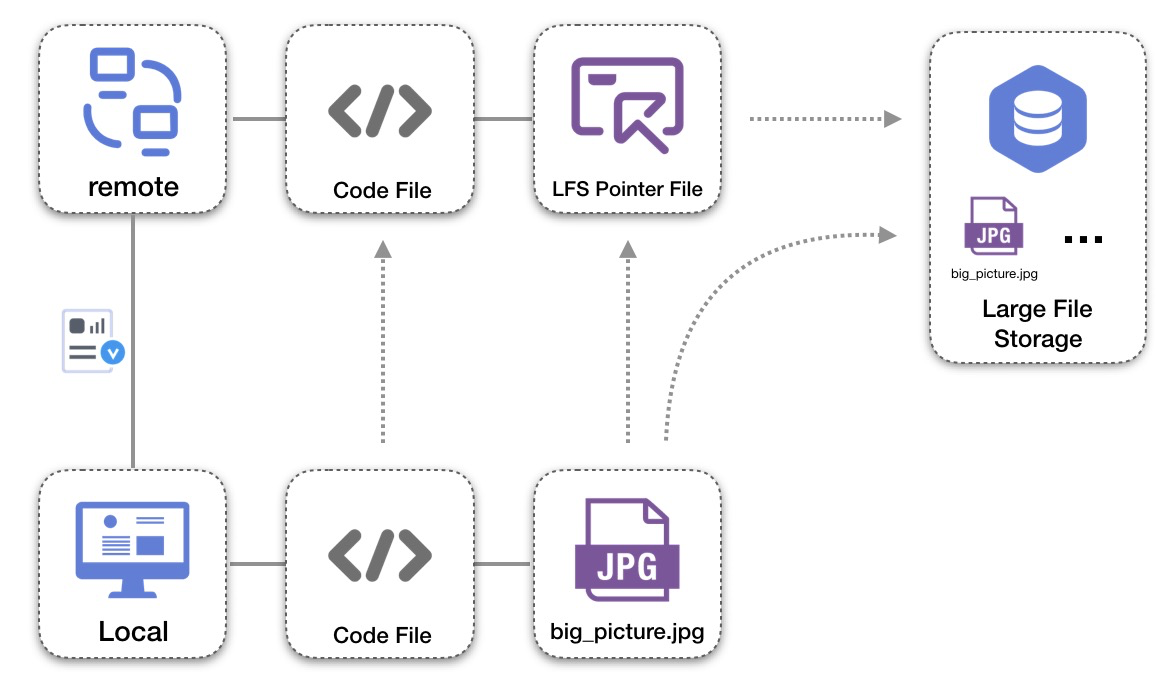 remote
Code File
LFS Pointer File
JPG
...
big_picture.jpg
Large File
Storage
V
Local
Code File
JPG
big_picture.jpg